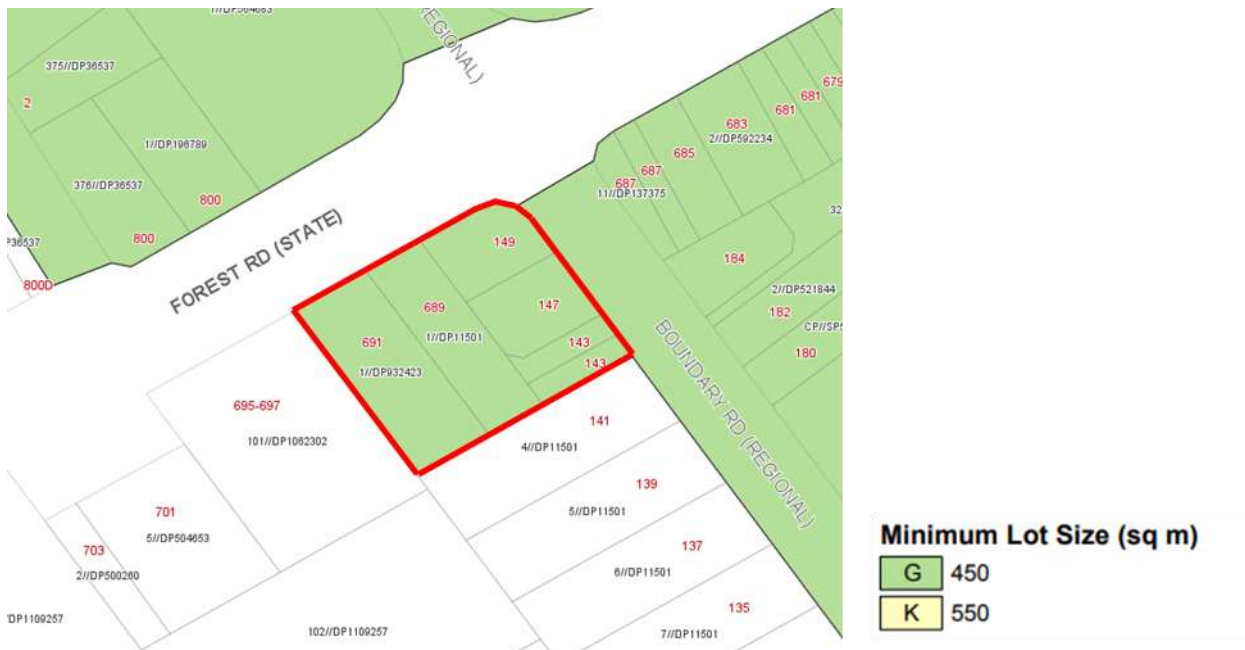 375//DP36537
2
1//DP196789
376//DP36537
800
800
800D
FOREST RD (STATE)
679
681
681
683
2//DP592234
685
687
687
11//DP137375
184
2//DP521844
182
180
149
147
689
1//DP11501
143
143
691
1//DP932423
BOUNDARY RD (REGIONAL)
695-697
101//DP1062302
141
4//DP11501
139
5//DP11501
137
6//DP11501
135
7//DP11501
701
5//DP504653
703
2//DP500260
102//DP1109257
Minimum Lot Size (sq m)
G 450
K 550